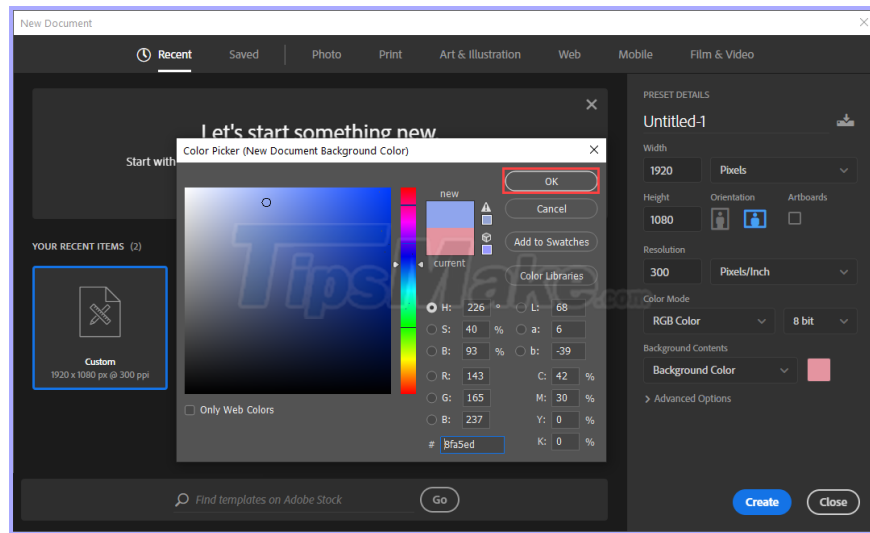 New Document
Recent Saved Photo Print Art & Illustration Web Mobile Film & Video
Let's start something new.
Start with
YOUR RECENT ITEMS (2)
Custom
1920 x 1080 px @ 300 ppi
Color Picker (New Document Background Color)
new
current
OK
Cancel
Add to Swatches
Color Libraries
H: 226 ° L: 68
S: 40 % a: 6
B: 93 % b: -39
R: 143 C: 42 %
G: 165 M: 30 %
B: 237 Y: 0 %
# 8fa5ed K: 0 %
Only Web Colors
TipsMake.com
PRESET DETAILS
Untitled-1
Width
1920 Pixels
Height Orientation Artboards
1080
Resolution
300 Pixels/Inch
Color Mode
RGB Color 8 bit
Background Contents
Background Color
Advanced Options
Find templates on Adobe Stock Go
Create Close